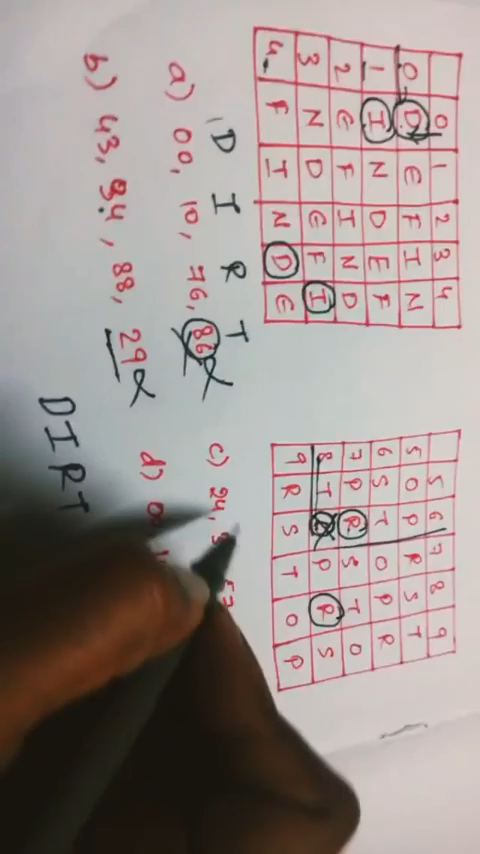 0 1 2 3 4 5 6 7 8 9
0 D E F I N 5 O P R S T
1 I N D E F 6 S T O P R
2 E F I N D 7 P R S T O
3 N D E F I 8 T P R S
4 F I N D E 9 R S T O P
D I R T
a) 00, 10, 76, 86 c) 24, 57
b) 43, 34, 88, 29 d)
DIRT